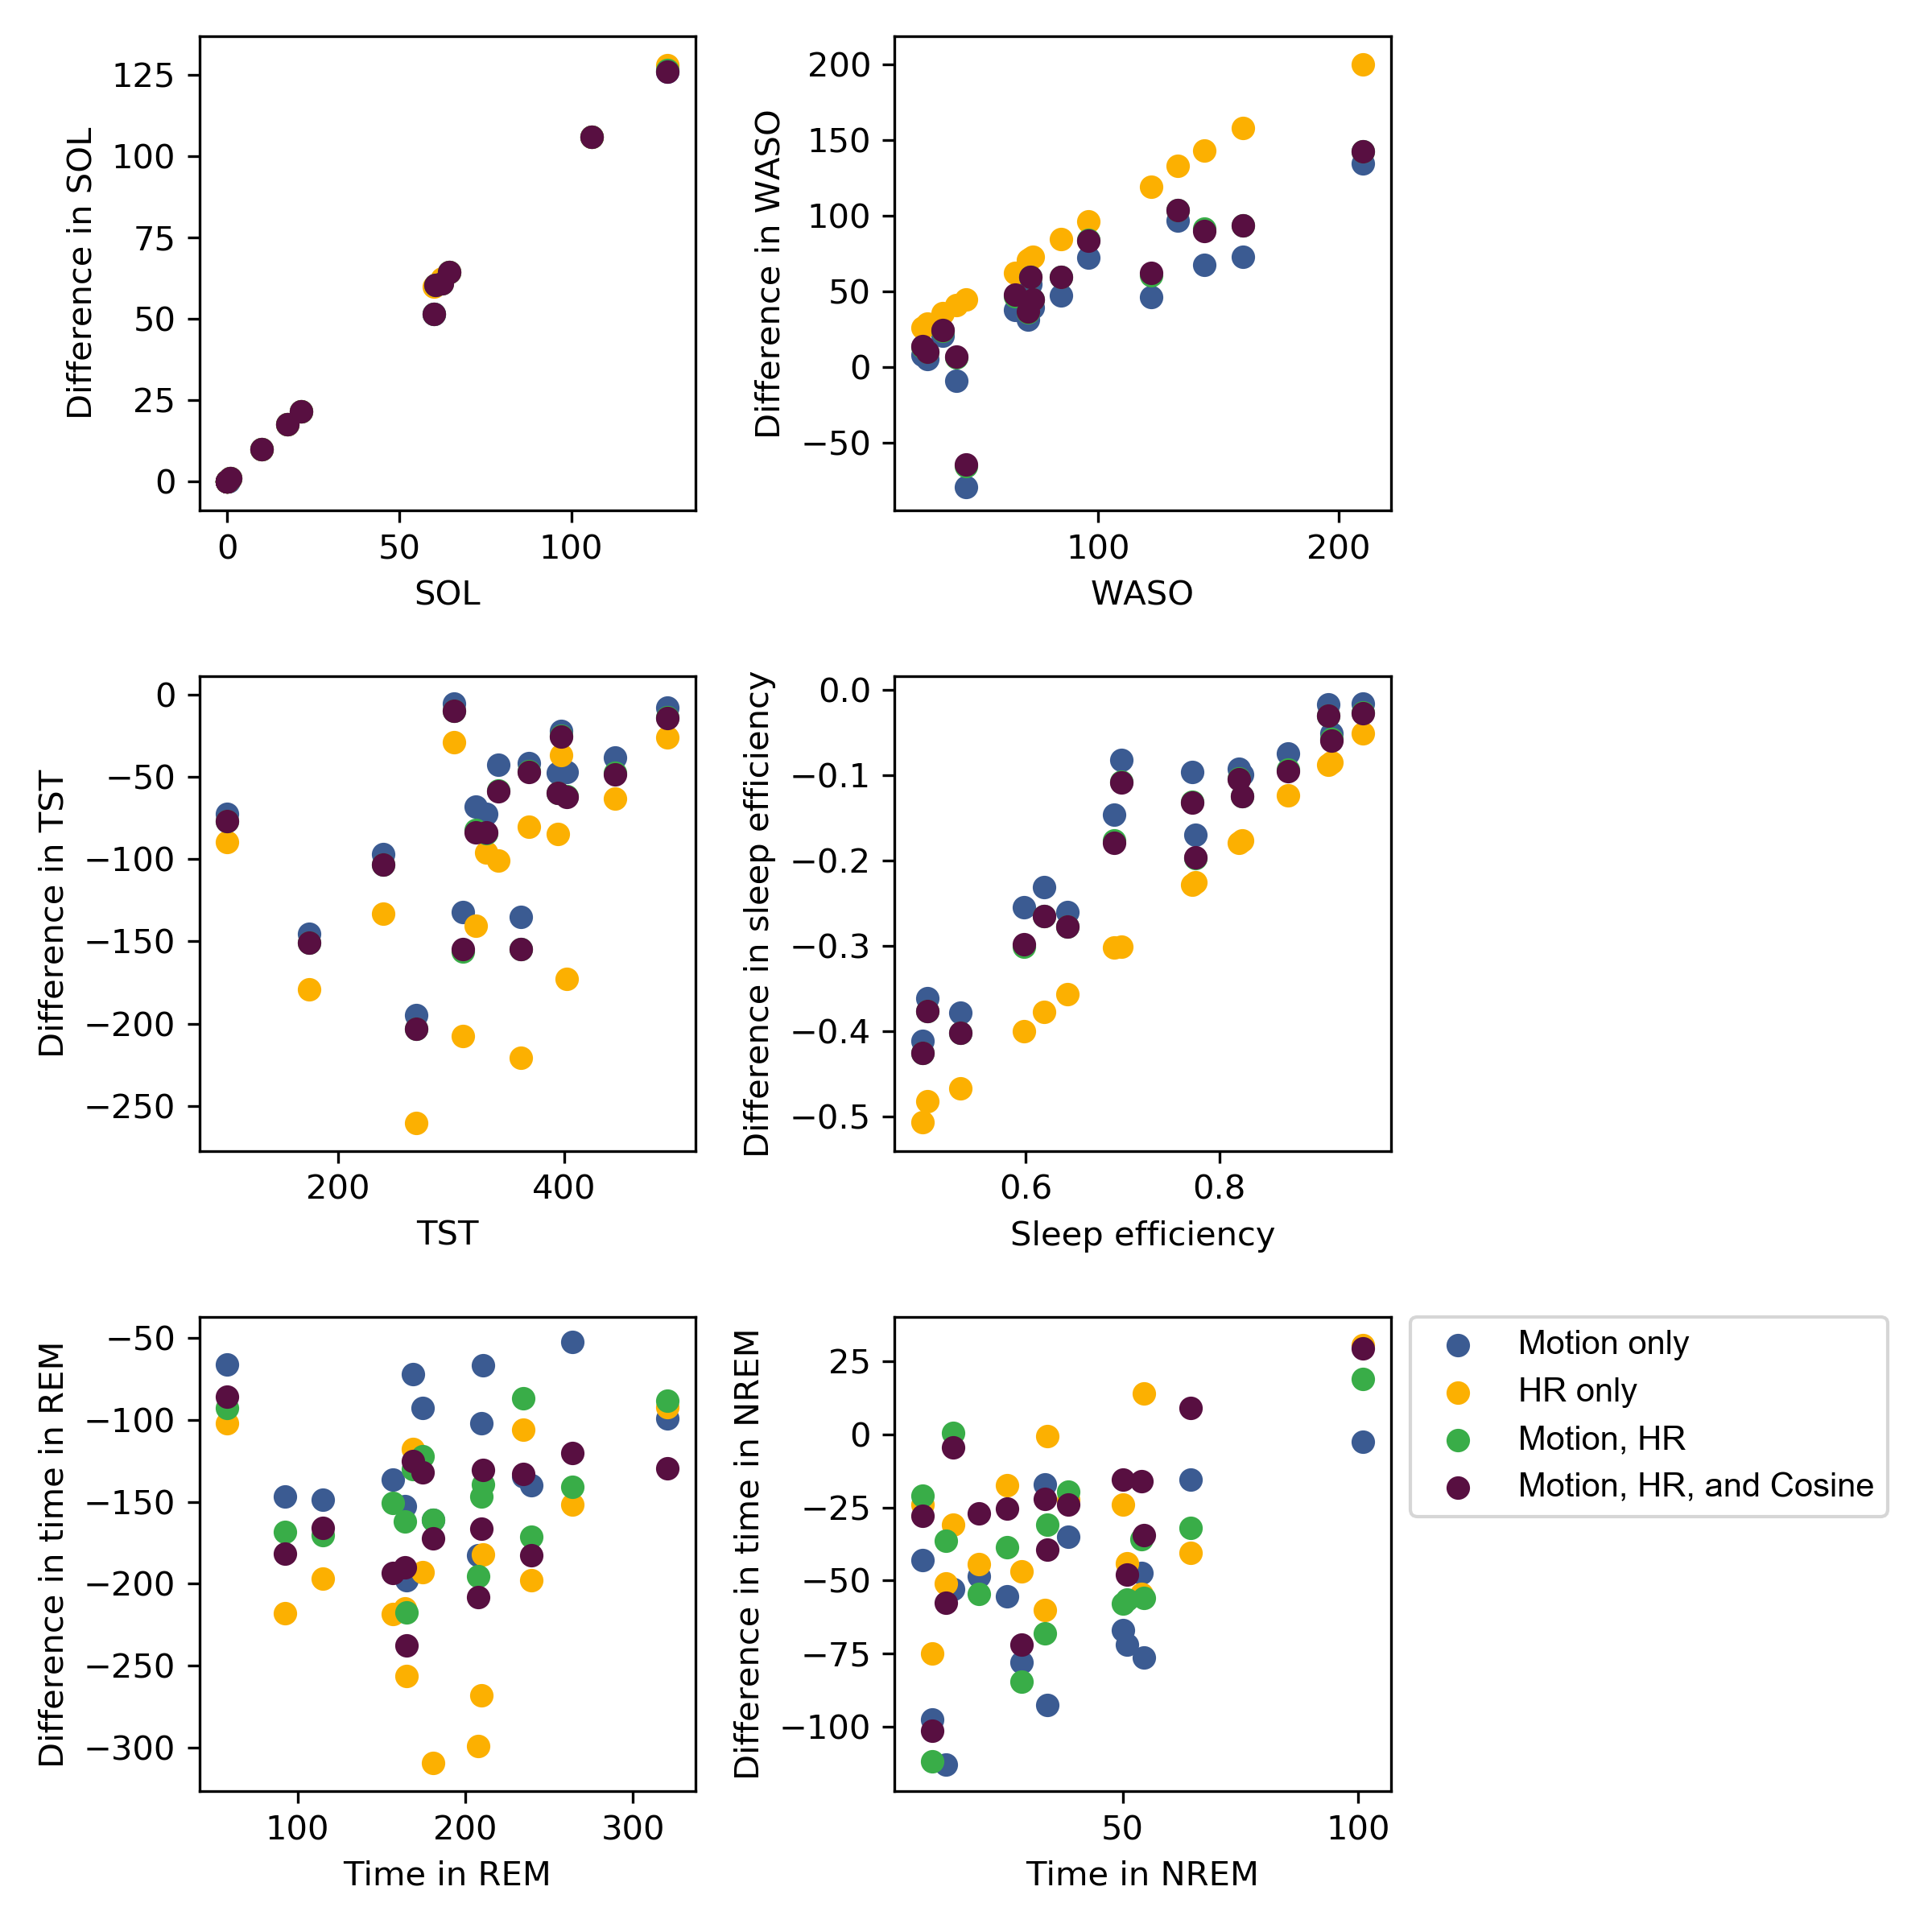 125
100
75
50
25
0
Difference in SOL
0 50 100
SOL
200
150
100
50
0
−50
Difference in WASO
100 200
WASO
0
−50
−100
−150
−200
−250
Difference in TST
200 400
TST
0.0
−0.1
−0.2
−0.3
−0.4
−0.5
Difference in sleep efficiency
0.6 0.8
Sleep efficiency
−50
−100
−150
−200
−250
−300
Difference in time in REM
100 200 300
Time in REM
25
0
−25
−50
−75
−100
Difference in time in NREM
50 100
Time in NREM
Motion only
HR only
Motion, HR
Motion, HR, and Cosine